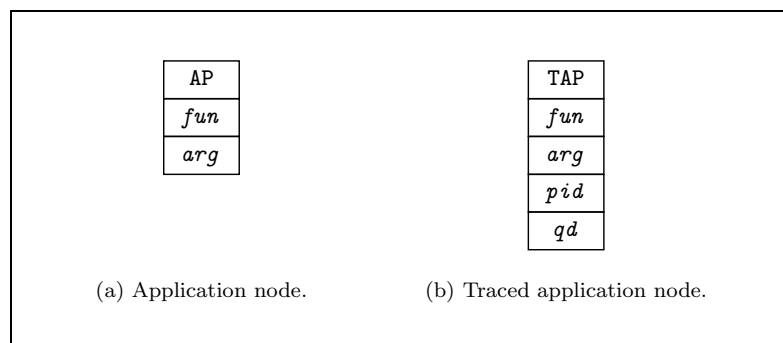 AP
fun
arg
TAP
fun
arg
pid
qd
(a) Application node.
(b) Traced application node.